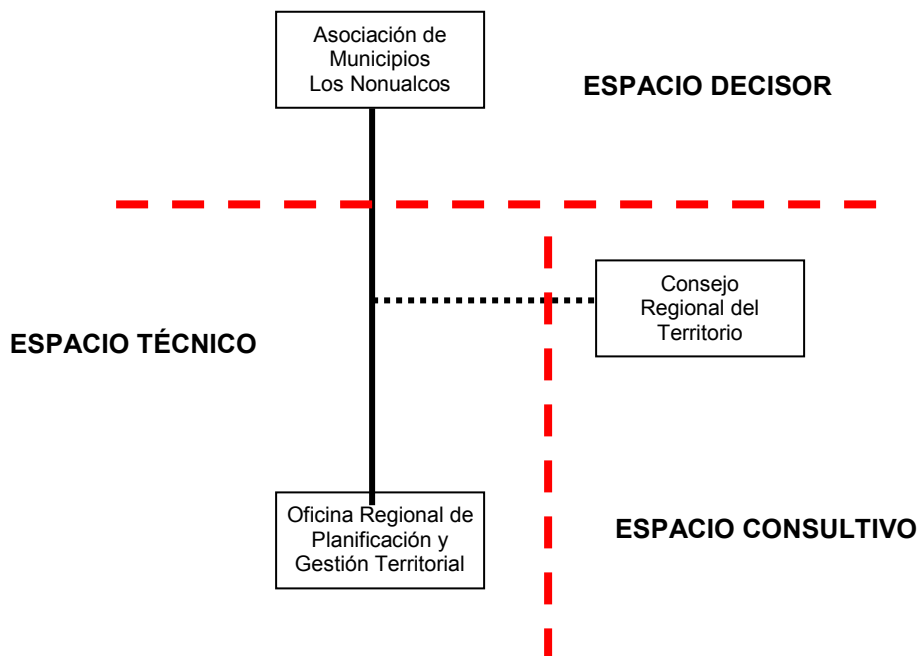 Asociación de
Municipios
Los Nonualcos
ESPACIO DECISOR
Consejo
Regional del
Territorio
ESPACIO TÉCNICO
Oficina Regional de
Planificación y
Gestión Territorial
ESPACIO CONSULTIVO